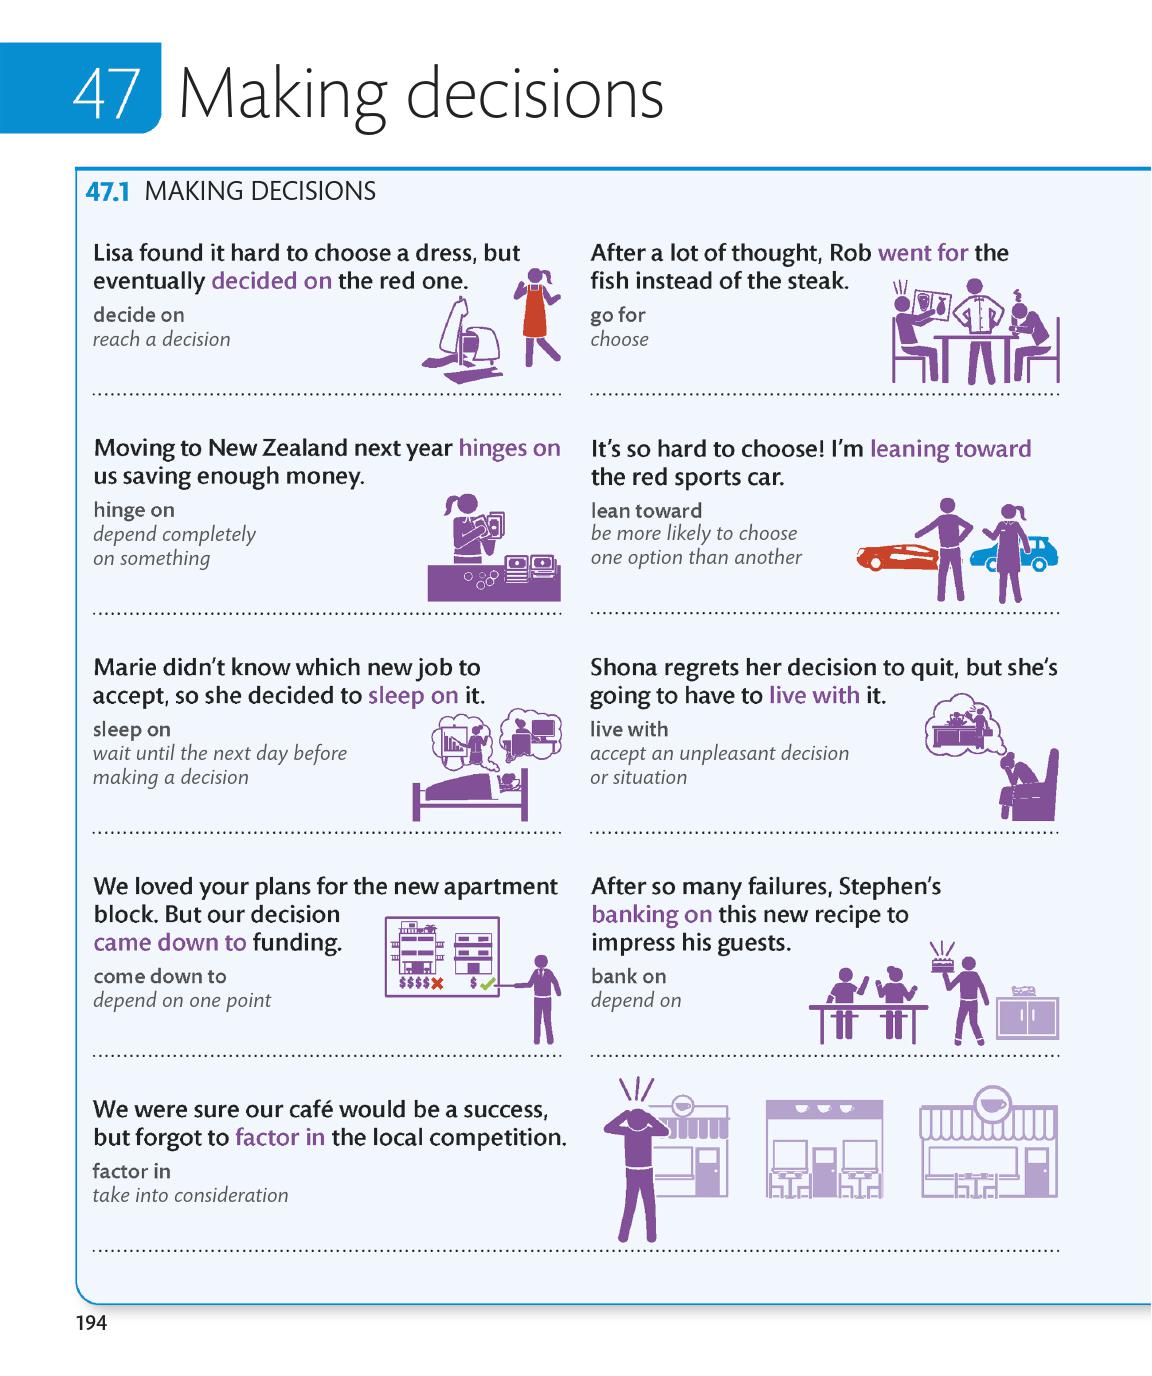 47 Making decisions
47.1 MAKING DECISIONS
Lisa found it hard to choose a dress, but
eventually decided on the red one.
decide on
reach a decision
After a lot of thought, Rob went for the
fish instead of the steak.
go for
choose
Moving to New Zealand next year hinges on
us saving enough money.
hinge on
depend completely
on something
It's so hard to choose! I'm leaning toward
the red sports car.
lean toward
be more likely to choose
one option than another
Marie didn't know which new job to
accept, so she decided to sleep on it.
sleep on
wait until the next day before
making a decision
Shona regrets her decision to quit, but she's
going to have to live with it.
live with
accept an unpleasant decision
or situation
We loved your plans for the new apartment
block. But our decision
came down to funding.
come down to
depend on one point
$$$$ $
After so many failures, Stephen's
banking on this new recipe to
impress his guests.
bank on
depend on
We were sure our café would be a success,
but forgot to factor in the local competition.
factor in
take into consideration
194